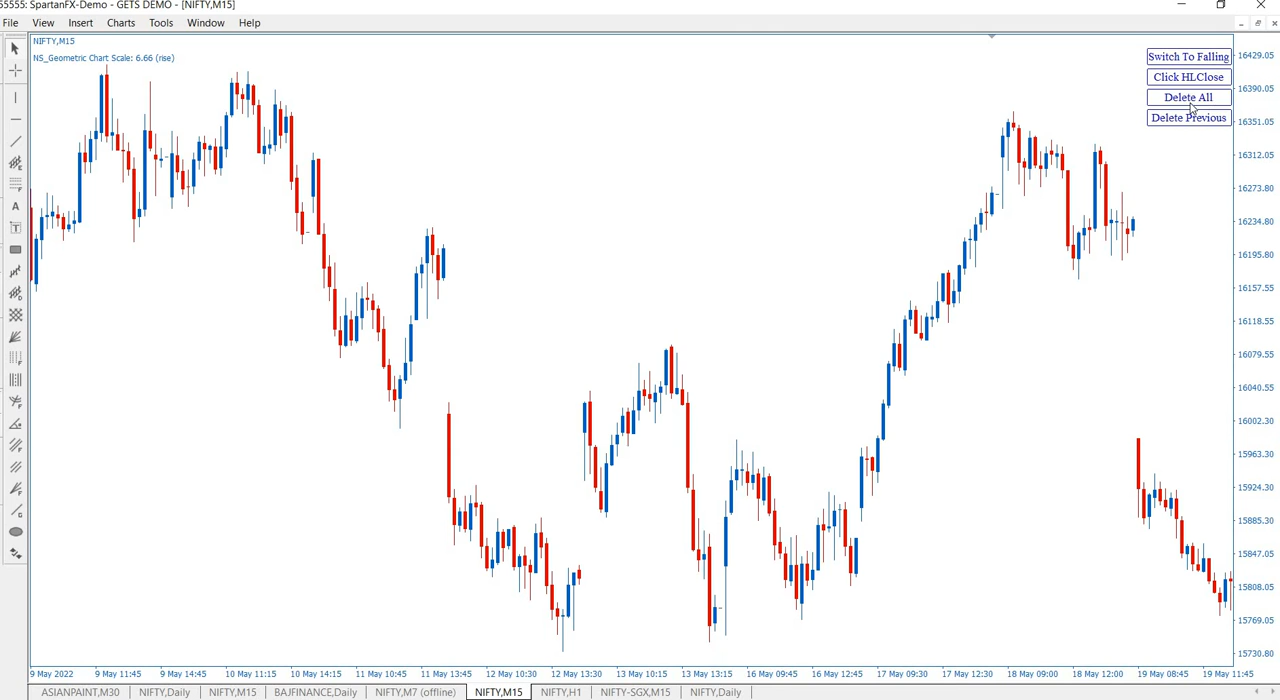 55555: SpartanFX-Demo - GETS DEMO - [NIFTY,M15]
File View Insert Charts Tools Window Help
NIFTY,M15
NS_Geometric Chart Scale: 6.66 (rise)
Switch To Falling
Click HLClose
Delete All
Delete Previous
16429.05
16390.05
16351.05
16312.05
16273.80
16234.80
16195.80
16157.55
16118.55
16079.55
16040.55
16002.30
15963.30
15924.30
15885.30
15847.05
15808.05
15769.05
15730.80
9 May 2022 9 May 11:45 9 May 14:45 10 May 11:15 10 May 14:15 11 May 10:45 11 May 13:45 12 May 10:30 12 May 13:30 13 May 10:15 13 May 13:15 16 May 09:45 16 May 12:45 17 May 09:30 17 May 12:30 18 May 09:00 18 May 12:00 19 May 08:45 19 May 11:45
ASIANPAINT,M30 NIFTY,Daily NIFTY,M15 BAJFINANCE,Daily NIFTY,M7 (offline) NIFTY,M15 NIFTY,H1 NIFTY-SGX,M15 NIFTY,Daily